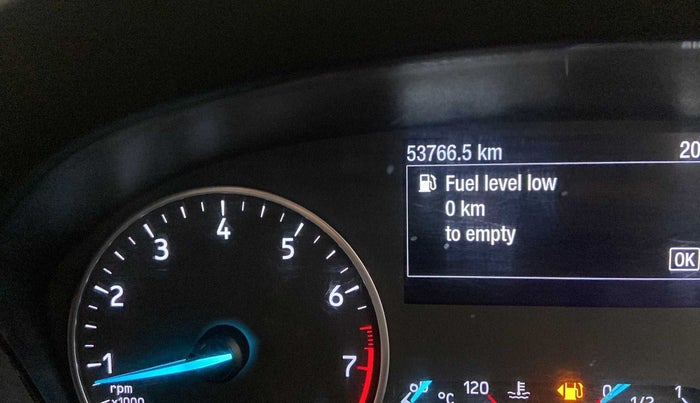 53766.5 km 20
Fuel level low
0 km
to empty
OK
1
2
3
4
5
6
7
rpm
x1000
°C
120
0
1/2
1